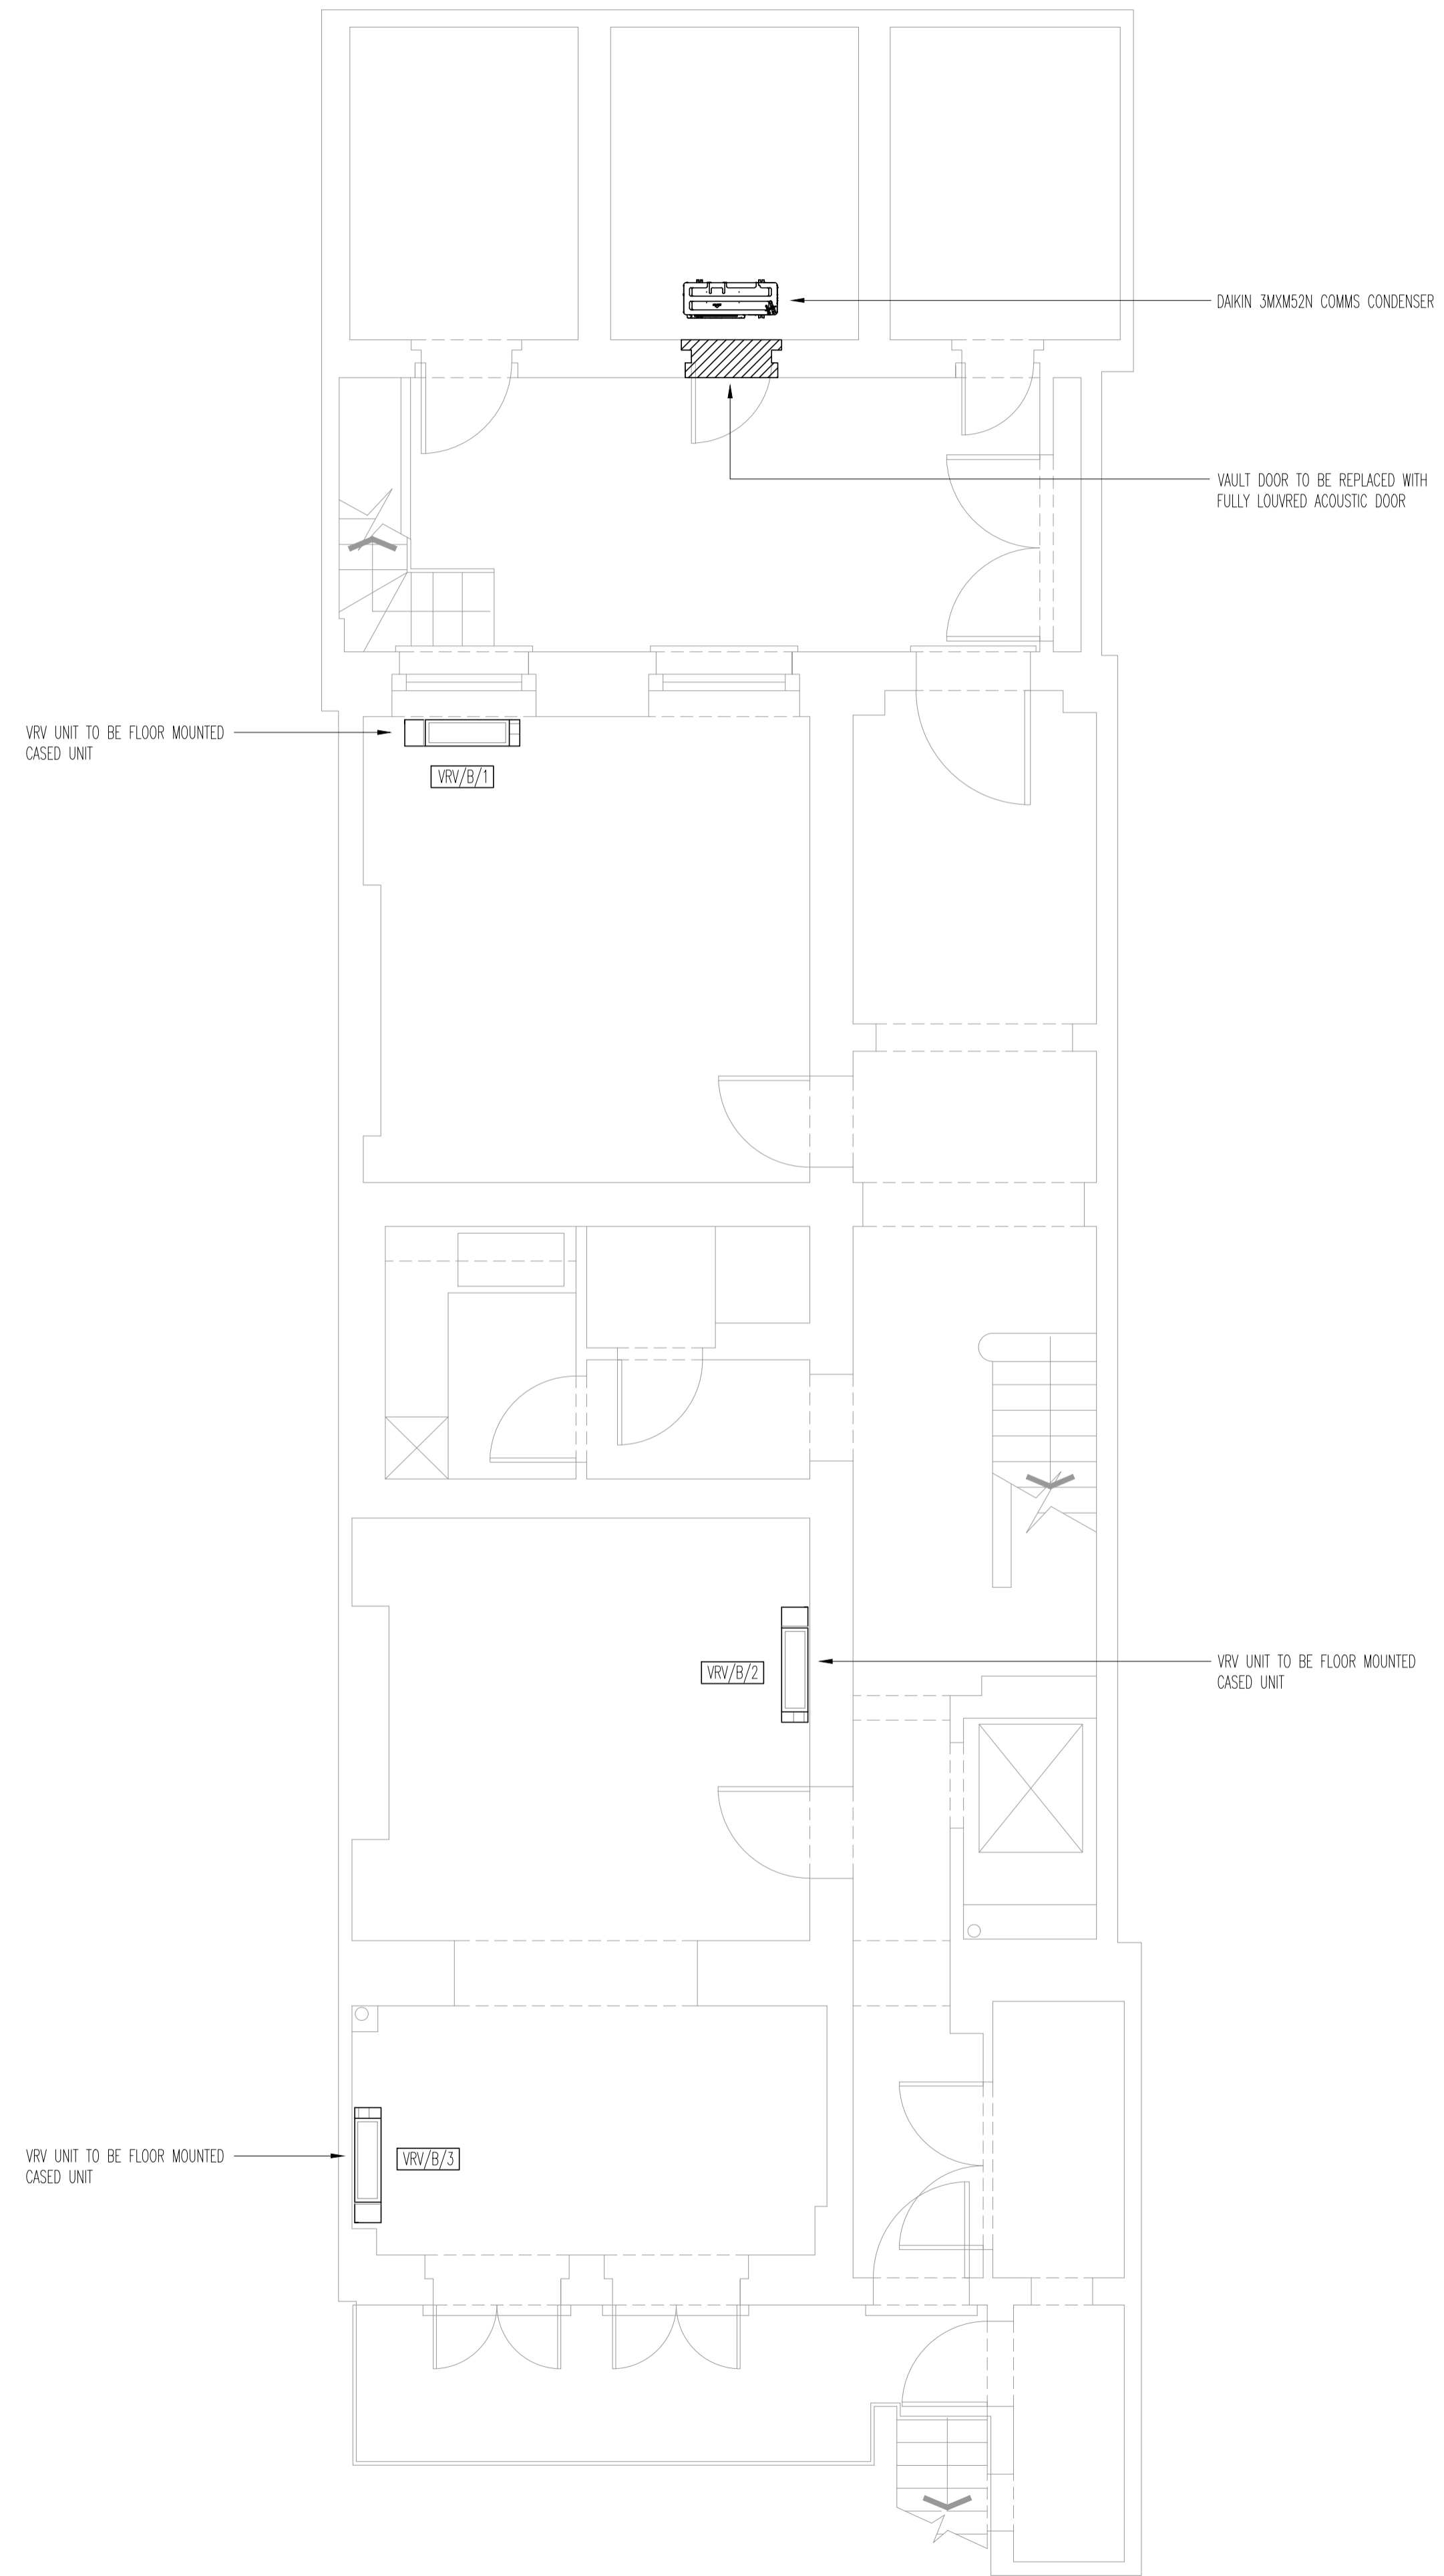 DAIKIN 3MXM52N COMMS CONDENSER
VAULT DOOR TO BE REPLACED WITH
FULLY LOUVRED ACOUSTIC DOOR
VRV UNIT TO BE FLOOR MOUNTED
CASED UNIT
VRV/B/1
VRV/B/2
VRV UNIT TO BE FLOOR MOUNTED
CASED UNIT
VRV UNIT TO BE FLOOR MOUNTED
CASED UNIT
VRV/B/3